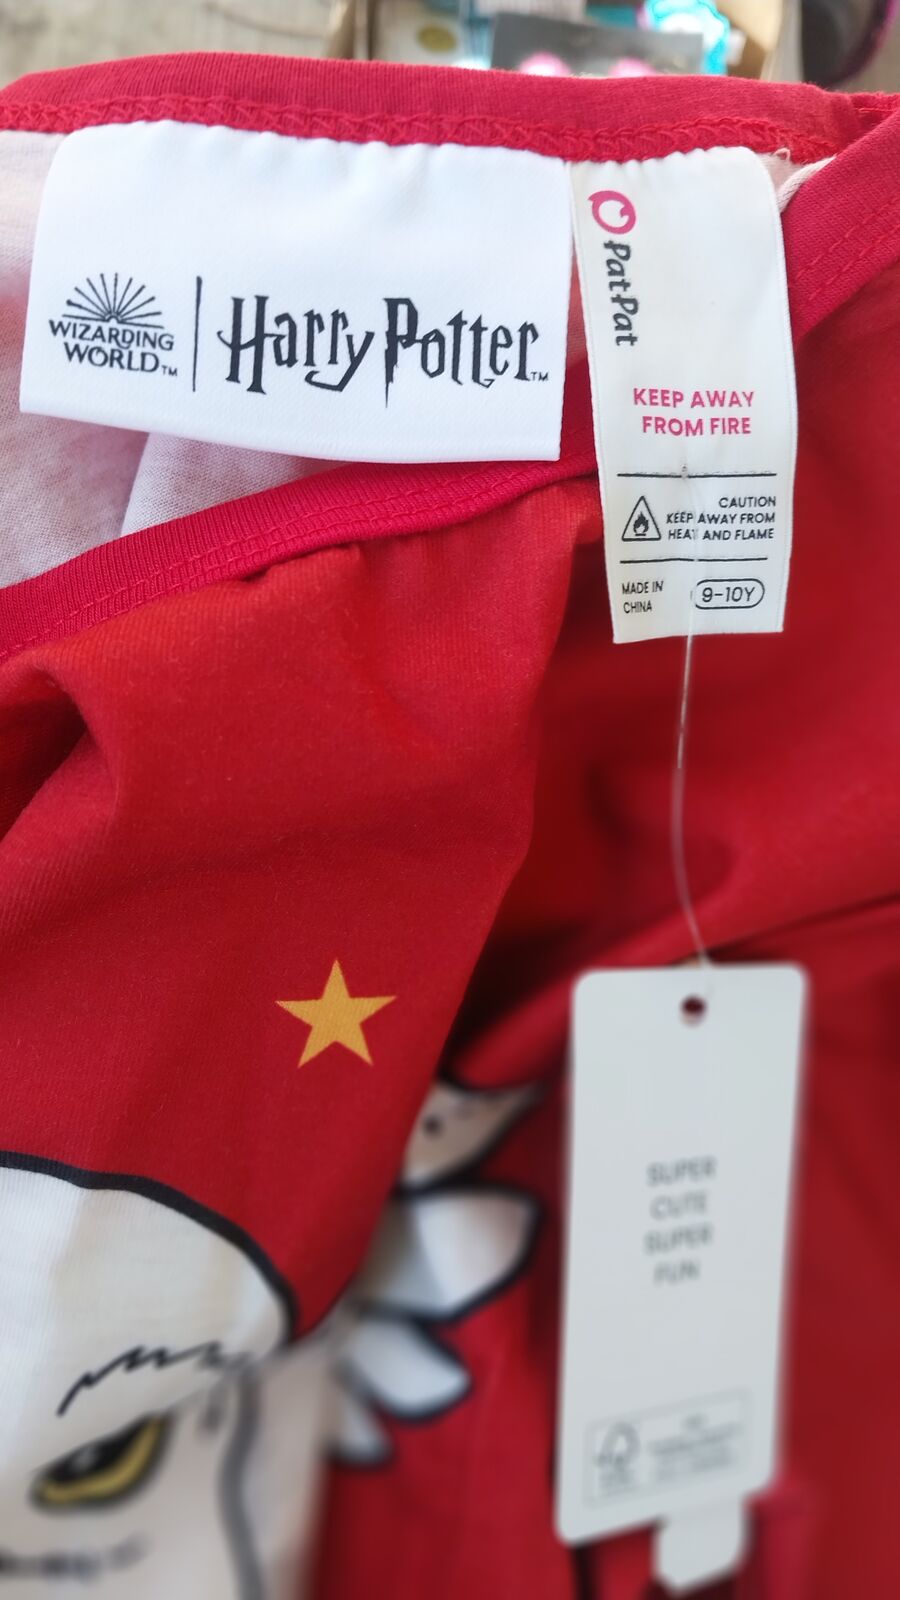 WIZARDING
WORLD™
Harry Potter™
PatPat
KEEP AWAY
FROM FIRE
CAUTION
KEEP AWAY FROM
HEAT AND FLAME
MADE IN
CHINA
9-10Y
SUPER
CUTE
SUPER
FUN